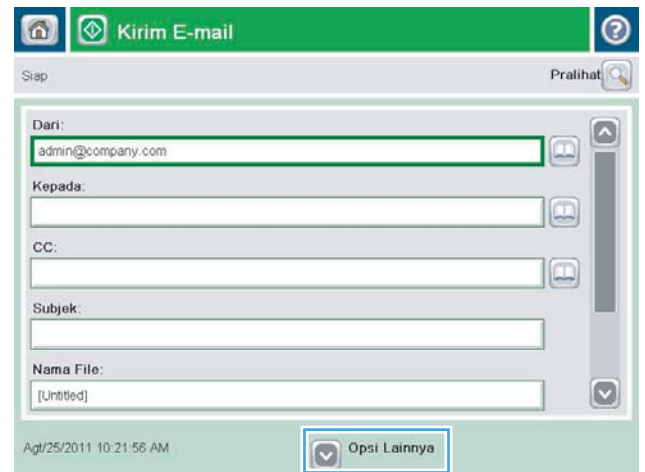 Kirim E-mail
Siap
Pralihat
Dari:
admin@company.com
Kepada:
CC:
Subjek:
Nama File:
[Untitled]
Agt/25/2011 10:21:56 AM
Opsi Lainnya